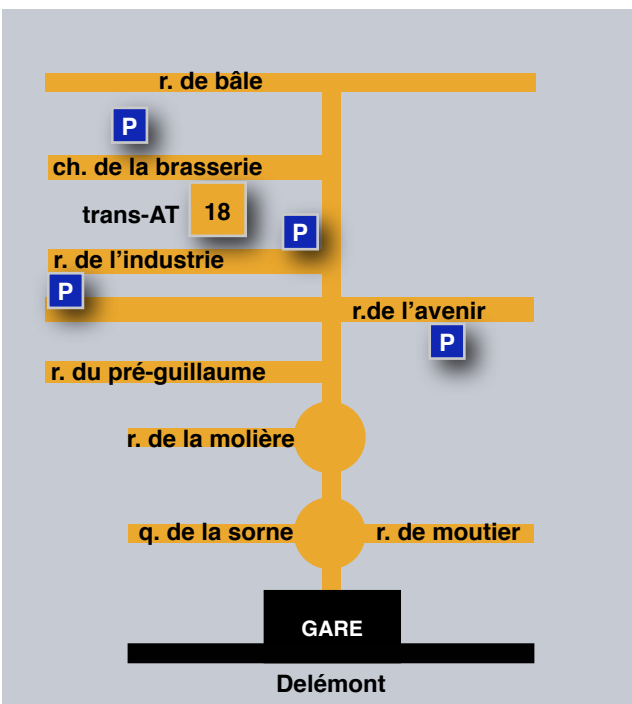 r. de bâle
P
ch. de la brasserie
trans-AT 18
P
r. de l'industrie
P
r.de l'avenir
P
r. du pré-guillaume
r. de la molière
q. de la sorne
r. de moutier
GARE
Delémont